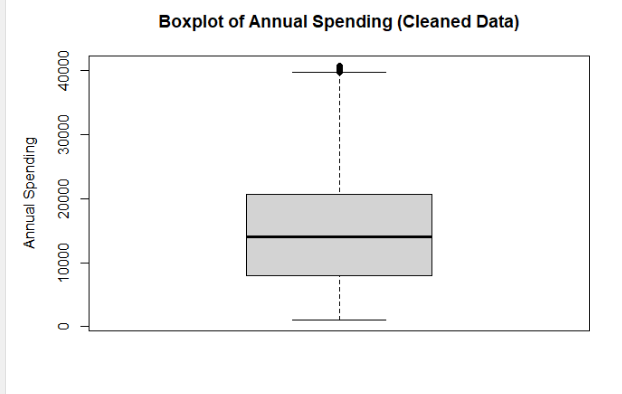 Boxplot of Annual Spending (Cleaned Data)
Annual Spending
40000
30000
20000
10000
0